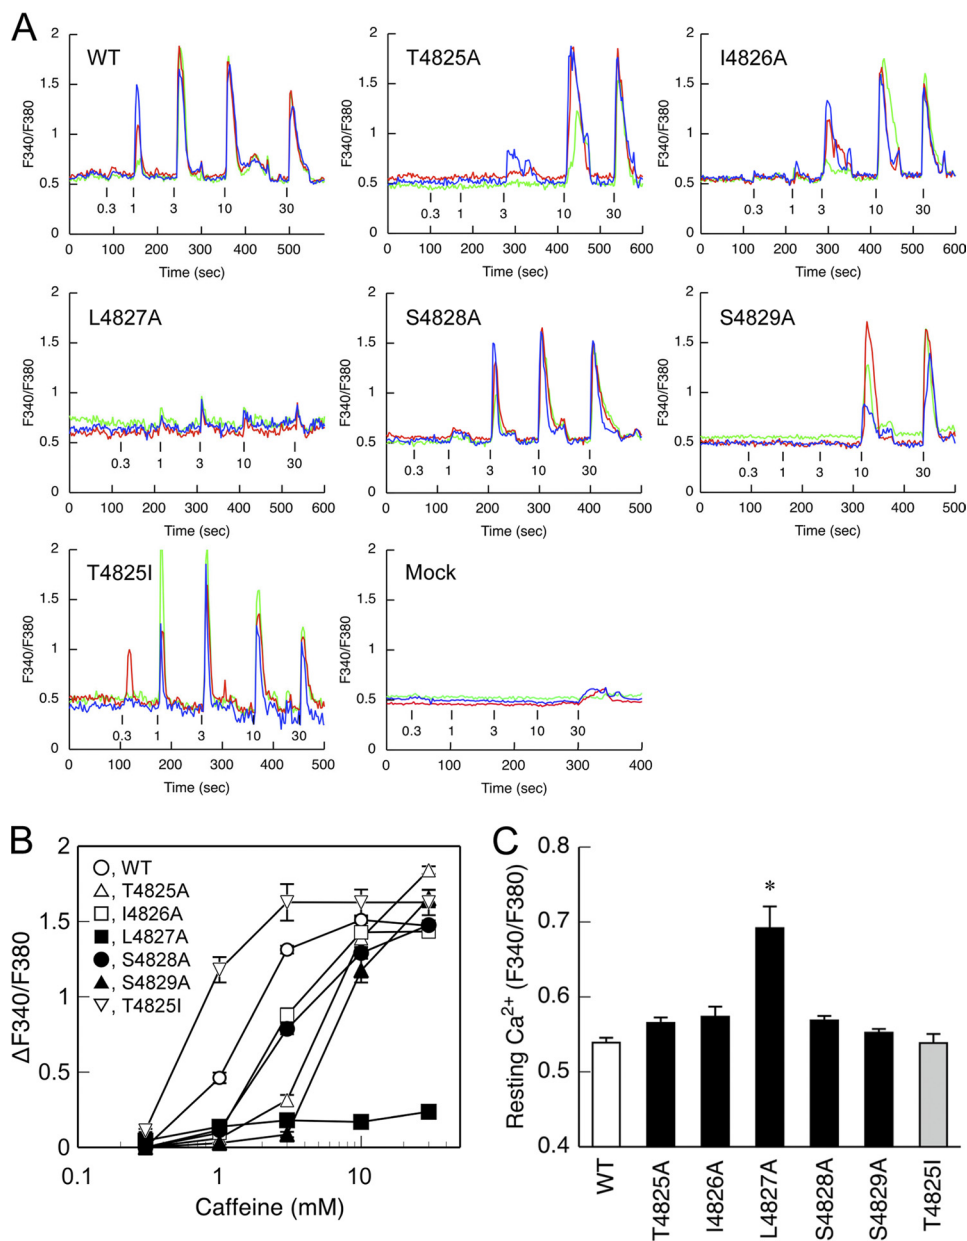 A
WT
F340/F380
2
1.5
1
0.5
0
0.3 1 3 10 30
0 100 200 300 400 500
Time (sec)
T4825A
F340/F380
2
1.5
1
0.5
0
0.3 1 3 10 30
0 100 200 300 400 500 600
Time (sec)
I4826A
F340/F380
2
1.5
1
0.5
0
0.3 1 3 10 30
0 100 200 300 400 500 600
Time (sec)
L4827A
F340/F380
2
1.5
1
0.5
0
0.3 1 3 10 30
0 100 200 300 400 500 600
Time (sec)
S4828A
F340/F380
2
1.5
1
0.5
0
0.3 1 3 10 30
0 100 200 300 400 500
Time (sec)
S4829A
F340/F380
2
1.5
1
0.5
0
0.3 1 3 10 30
0 100 200 300 400 500
Time (sec)
T4825I
F340/F380
2
1.5
1
0.5
0
0.3 1 3 10 30
0 100 200 300 400 500
Time (sec)
Mock
F340/F380
2
1.5
1
0.5
0
0.3 1 3 10 30
0 100 200 300 400
Time (sec)
B
ΔF340/F380
2
1.5
1
0.5
0
, WT
, T4825A
, I4826A
, L4827A
, S4828A
, S4829A
, T4825I
0.1 1 10
Caffeine (mM)
C
Resting Ca2+ (F340/F380)
0.8
0.7
0.6
0.5
0.4
*
WT
T4825A
I4826A
L4827A
S4828A
S4829A
T4825I